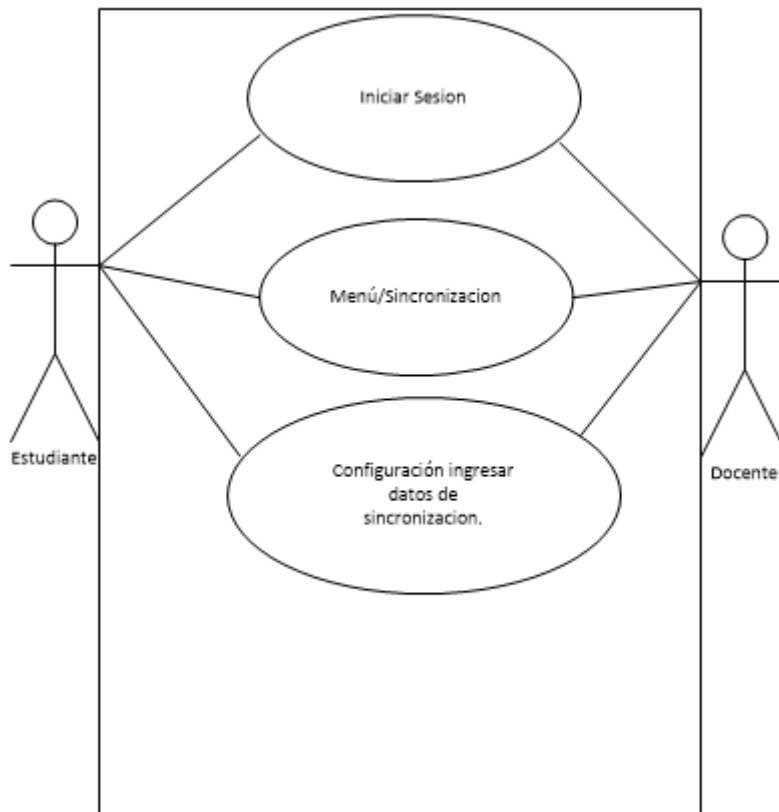 Iniciar Sesion
Menú/Sincronizacion
Estudiante
Configuración ingresar
datos de
sincronizacion.
Docente